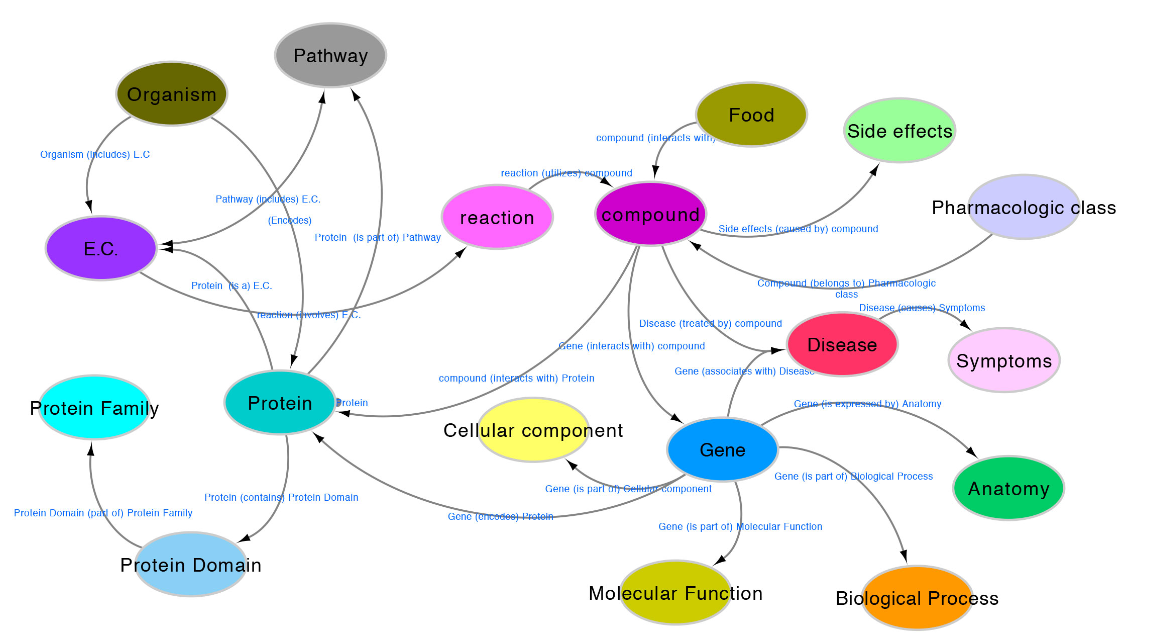 Pathway
Organism
Food
Side effects
compound (interacts with)
Organism (includes) E.C
reaction (utilizes) compound
Pathway (includes) E.C.
(Encodes)
reaction
compound
Pharmacologic class
Side effects (caused by) compound
Protein (is part of) Pathway
E.C.
Protein (is a) E.C.
Compound (belongs to) Pharmacologic
class
reaction (involves) E.C.
Disease (causes) Symptoms
Disease (treated by) compound
Gene (interacts with) compound
Disease
Symptoms
Gene (associates with) Disease
compound (interacts with) Protein
Protein Family
Protein
Protein
Gene (is expressed by) Anatomy
Cellular component
Gene
Gene (is part of) Biological Process
Gene (is part of) Cellular component
Anatomy
Protein (contains) Protein Domain
Protein Domain (part of) Protein Family
Gene (encodes) Protein
Gene (is part of) Molecular Function
Protein Domain
Molecular Function
Biological Process